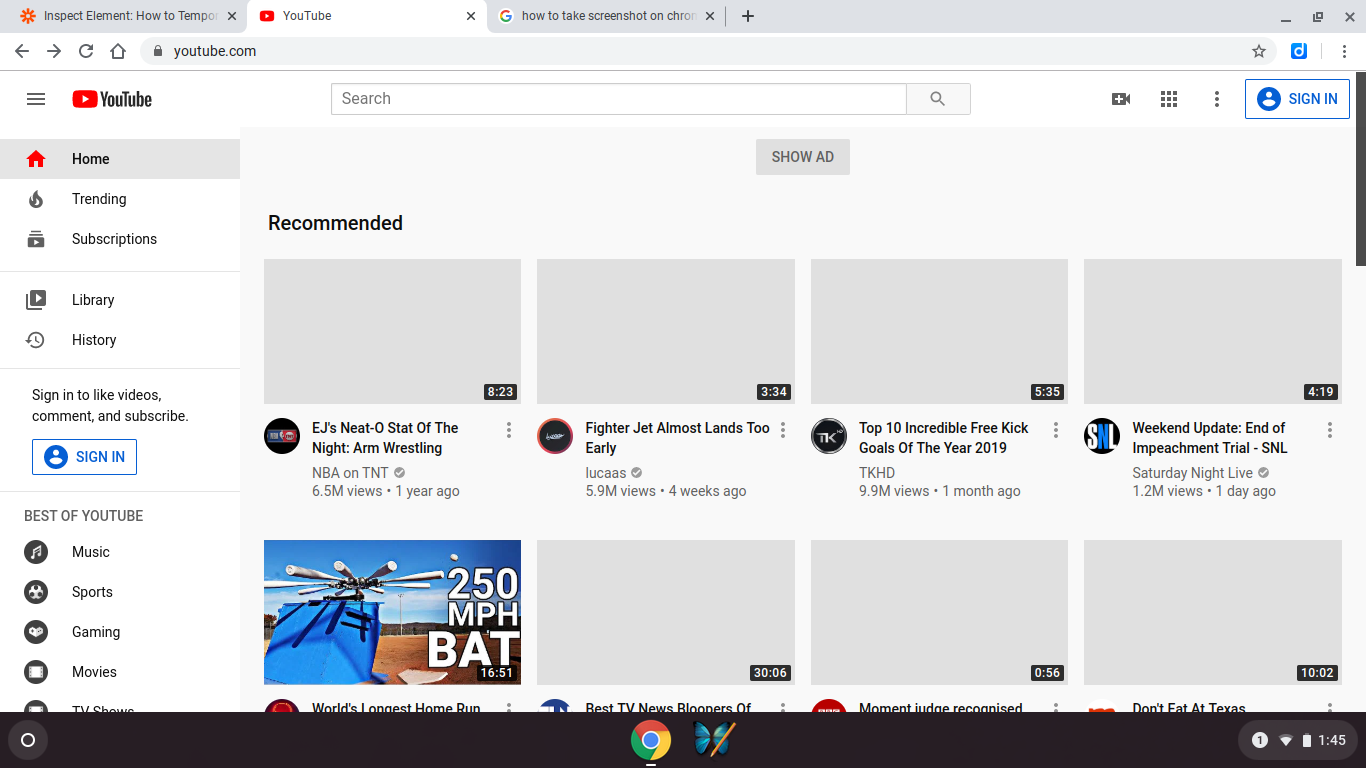 Inspect Element: How to Tempor
YouTube
how to take screenshot on chron
youtube.com
YouTube
Search
SIGN IN
Home
Trending
Subscriptions
Library
History
Sign in to like videos,
comment, and subscribe.
SIGN IN
BEST OF YOUTUBE
Music
Sports
Gaming
Movies
TV Shows
SHOW AD
Recommended
8:23
EJ's Neat-O Stat Of The
Night: Arm Wrestling
NBA on TNT
6.5M views • 1 year ago
3:34
Fighter Jet Almost Lands Too
Early
lucaas
5.9M views • 4 weeks ago
5:35
TK
Top 10 Incredible Free Kick
Goals Of The Year 2019
TKHD
9.9M views • 1 month ago
4:19
SNL
Weekend Update: End of
Impeachment Trial - SNL
Saturday Night Live
1.2M views • 1 day ago
250
MPH
BAT
16:51
World's Longest Home Run
30:06
Best TV News Bloopers Of
0:56
Moment judge recognised
10:02
Don't Eat At Texas
1
1:45